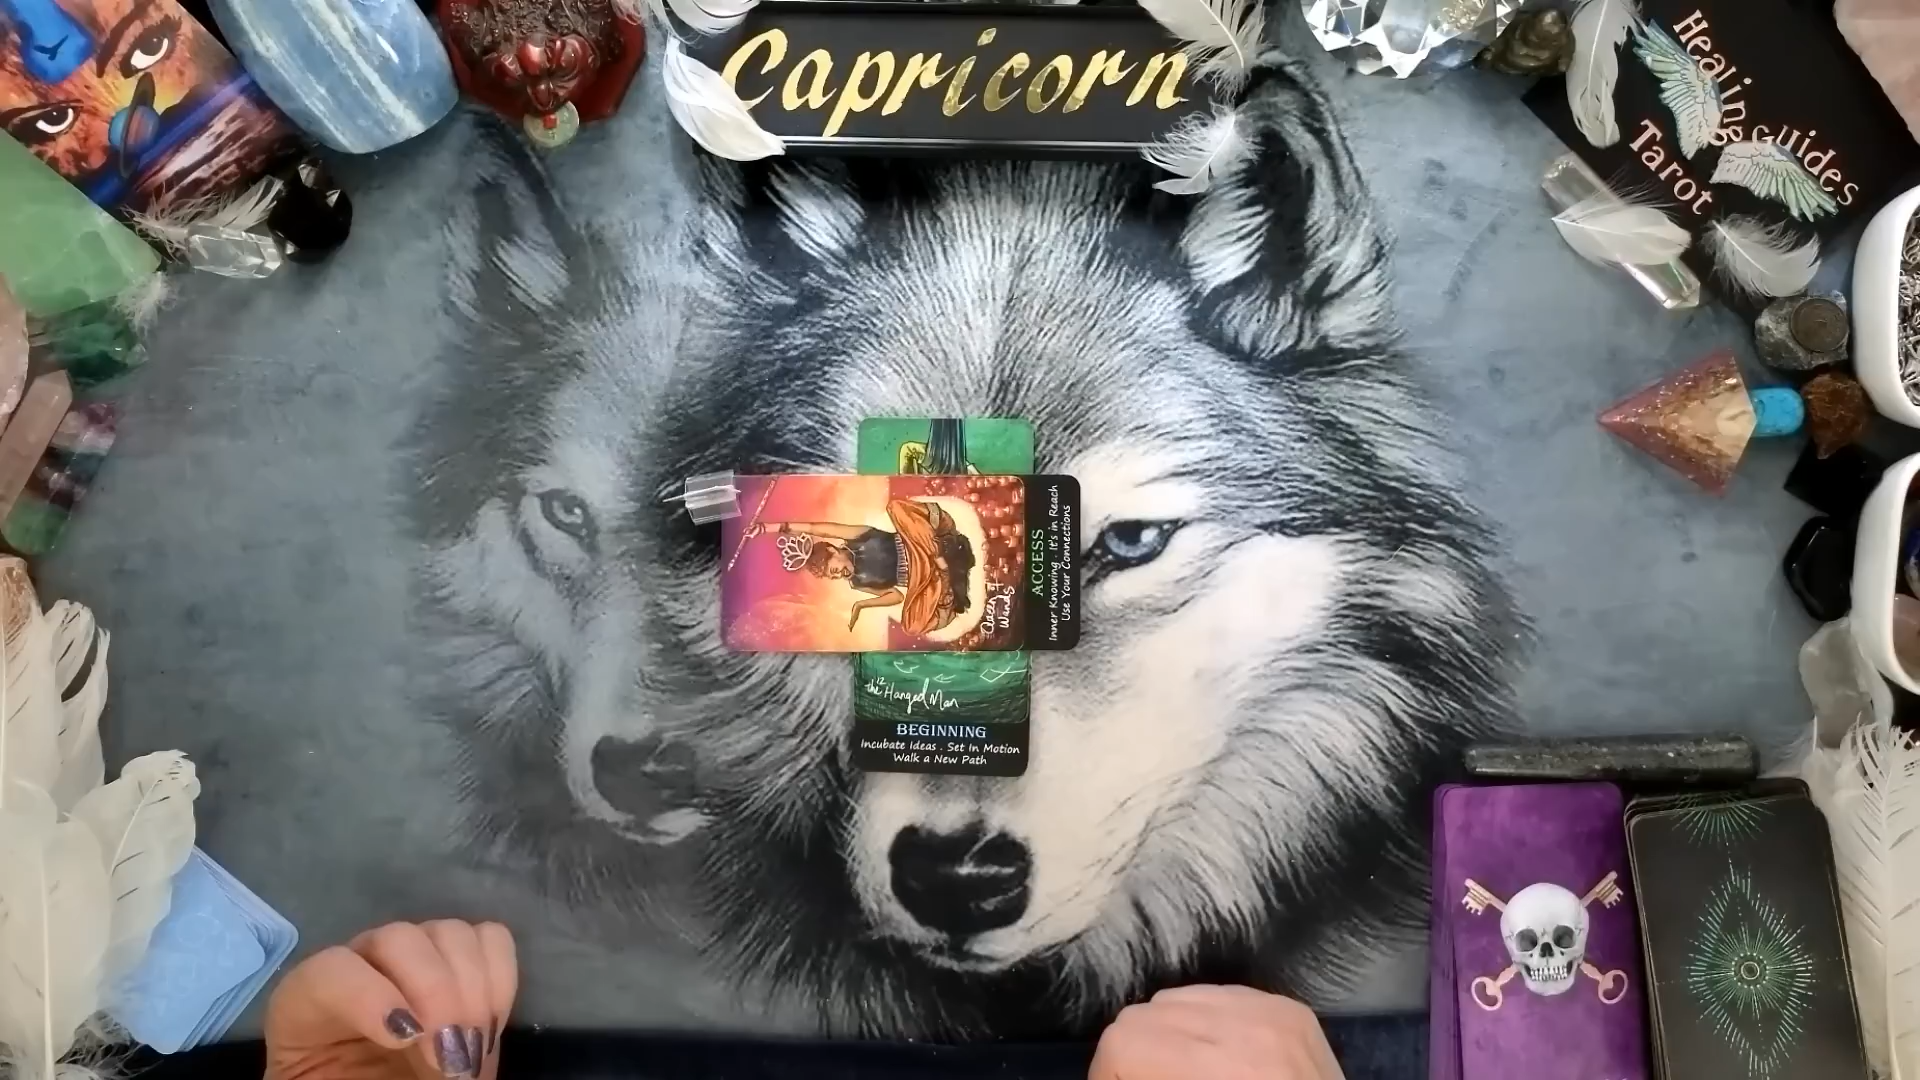 Capricorn
Healing
Guides
Tarot
ACCESS
Inner Knowing . It's in Reach
Use Your Connections
Queen of
Wands
12
the Hanged Man
BEGINNING
Incubate Ideas . Set In Motion
Walk a New Path